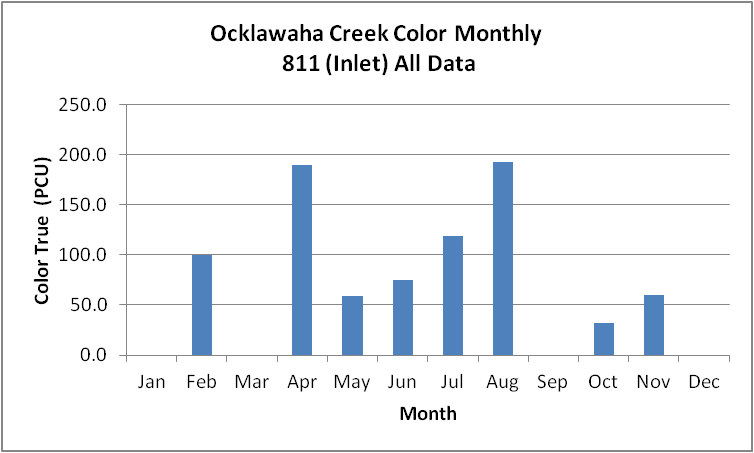 Ocklawaha Creek Color Monthly
811 (Inlet) All Data
Color True (PCU)
250.0
200.0
150.0
100.0
50.0
0.0
Jan Feb Mar Apr May Jun Jul Aug Sep Oct Nov Dec
Month